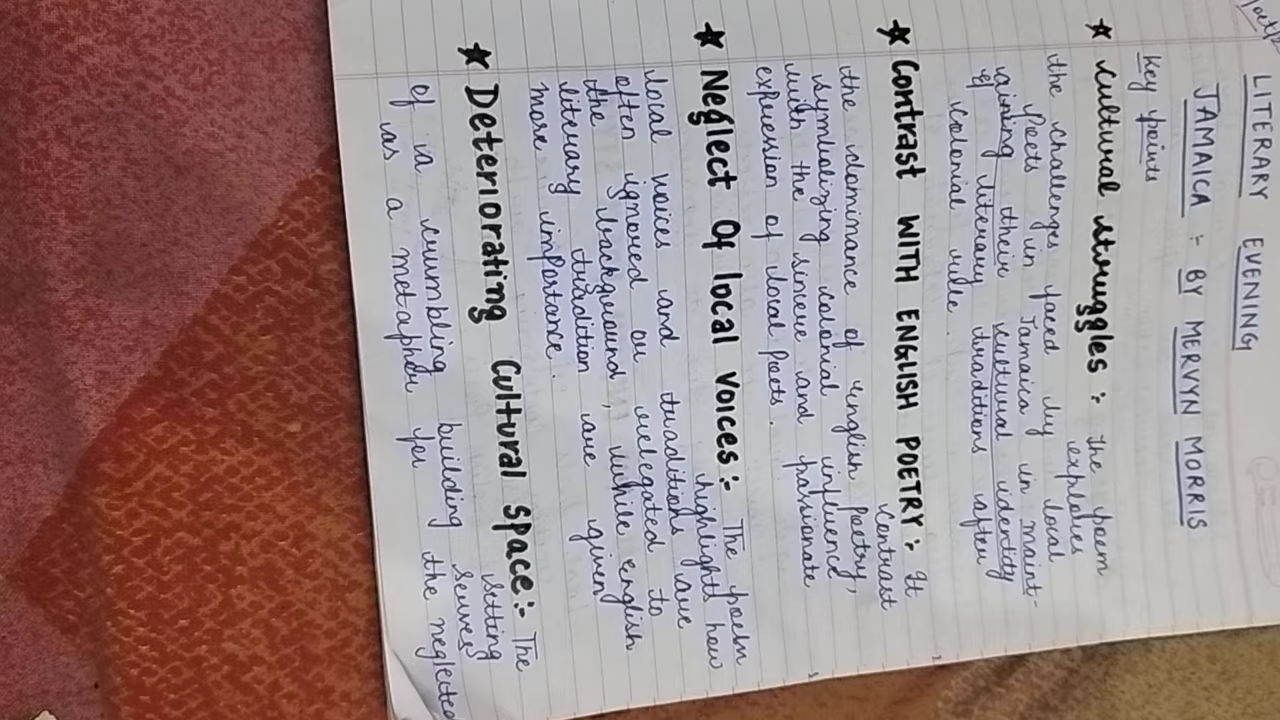 LITERARY EVENING
JAMAICA :- BY MERVYN MORRIS
Key points
★ Cultural struggles :- The poem
explores
the challenges faced by local
Poets in Jamaica in maint-
aining their cultural identity
& literary traditions after
colonial rule.
★ Contrast WITH ENGLISH POETRY :- It
contrast
the dominance of english poetry,
symbolizing colonial influence
with the sincere and passionate
expression of local poets.
★ Neglect Of local voices :- The poem
highlights how
local voices and traditions are
often ignored or relegated to
the background, while english
literary tradition are given
more importance.
★ Deteriorating Cultural space :- The
setting
of in a crumbling building serves
as a metaphor for the neglected